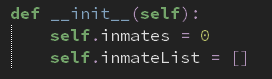 def __init__(self):
    self.inmates = 0
    self.inmateList = []